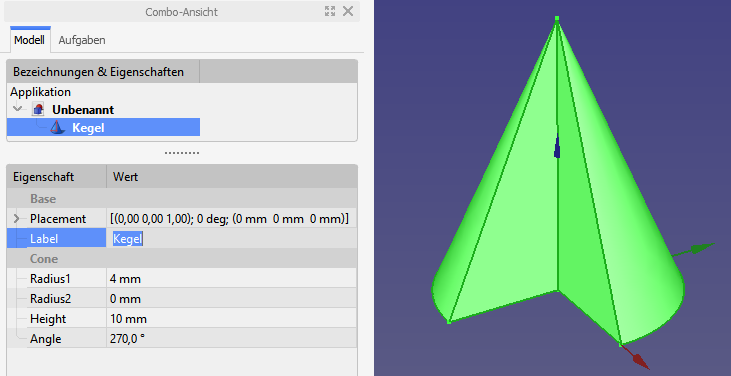 Combo-Ansicht
Modell Aufgaben
Bezeichnungen & Eigenschaften
Applikation
Unbenannt
Kegel
Eigenschaft Wert
Base
Placement [(0,00 0,00 1,00); 0 deg; (0 mm 0 mm 0 mm)]
Label Kegel
Cone
Radius1 4 mm
Radius2 0 mm
Height 10 mm
Angle 270,0 °